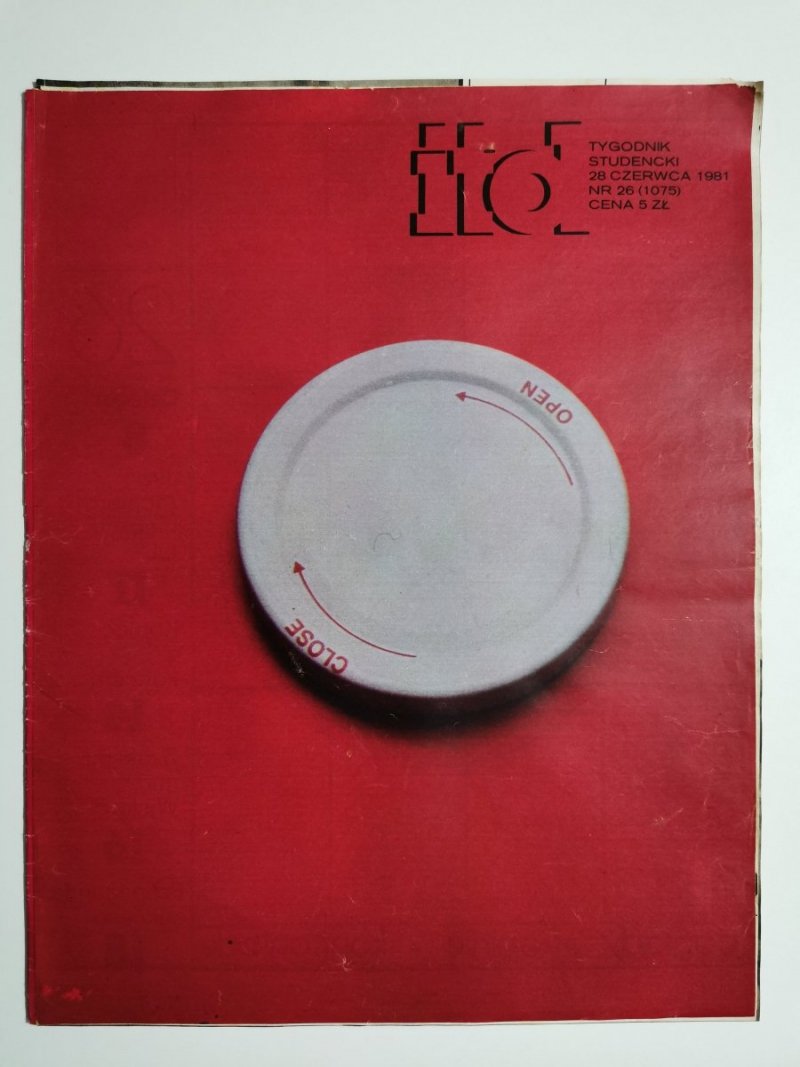 itd
TYGODNIK
STUDENCKI
28 CZERWCA 1981
NR 26 (1075)
CENA 5 ZŁ
OPEN
CLOSE